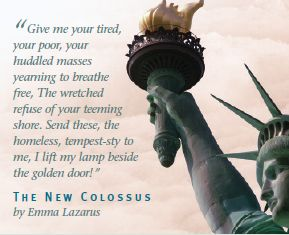 “Give me your tired,
your poor, your
huddled masses
yearning to breathe
free, The wretched
refuse of your teeming
shore. Send these, the
homeless, tempest-sty to
me, I lift my lamp beside
the golden door!”
THE NEW COLOSSUS
by Emma Lazarus